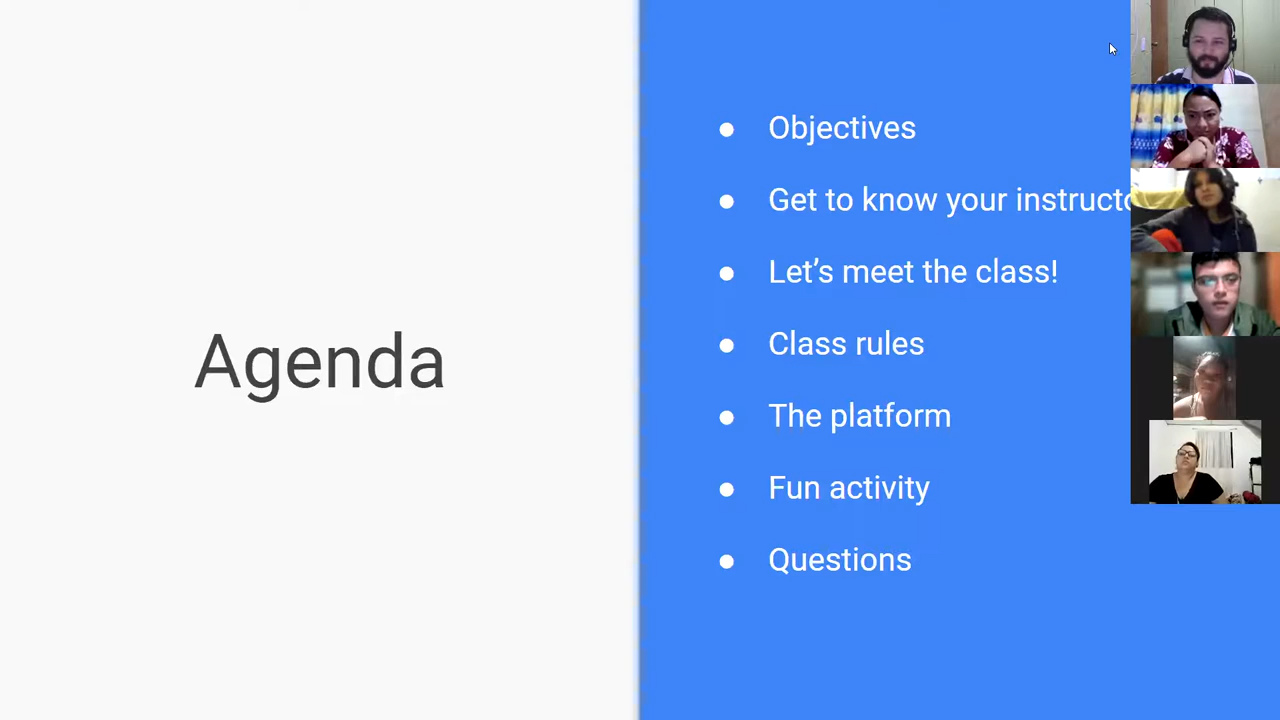 Agenda
● Objectives
● Get to know your instructo
● Let’s meet the class!
● Class rules
● The platform
● Fun activity
● Questions